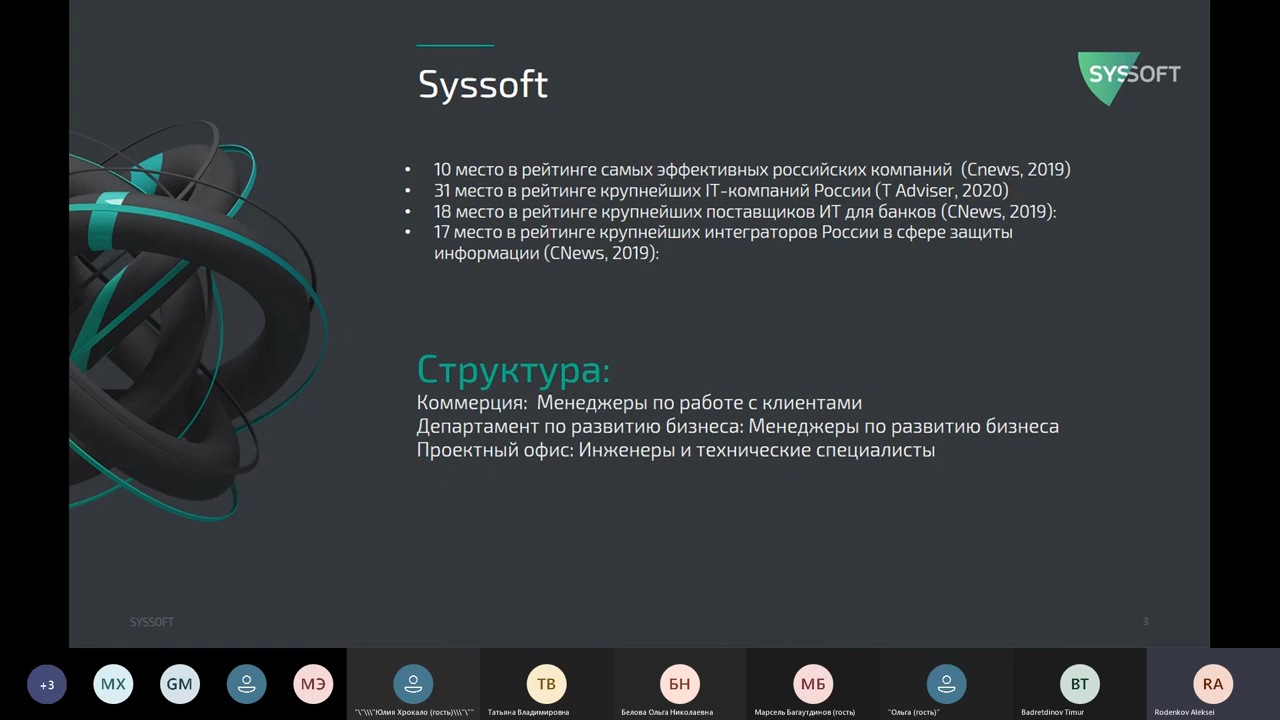 Syssoft
SYSSOFT
• 10 место в рейтинге самых эффективных российских компаний (Cnews, 2019)
• 31 место в рейтинге крупнейших IT-компаний России (T Adviser, 2020)
• 18 место в рейтинге крупнейших поставщиков ИТ для банков (CNews, 2019):
• 17 место в рейтинге крупнейших интеграторов России в сфере защиты
информации (CNews, 2019):
Структура:
Коммерция: Менеджеры по работе с клиентами
Департамент по развитию бизнеса: Менеджеры по развитию бизнеса
Проектный офис: Инженеры и технические специалисты
SYSSOFT
3
+3
МХ
GM
МЭ
ТВ
БН
МБ
BT
RA
"\"\\\"Юлия Хрокало (гость)\\\"\""
Татьяна Владимировна
Белова Ольга Николаевна
Марсель Багаутдинов (гость)
"Ольга (гость)"
Badretdinov Timur
Rodenkov Aleksei